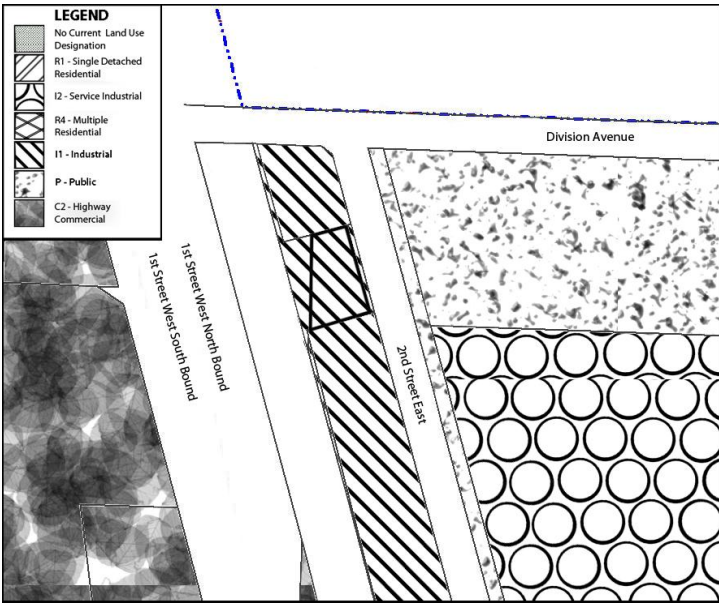 LEGEND
No Current Land Use
Designation
R1 - Single Detached
Residential
I2 - Service Industrial
R4 - Multiple
Residential
I1 - Industrial
P - Public
C2 - Highway
Commercial
Division Avenue
1st Street West North Bound
1st Street West South Bound
2nd Street East